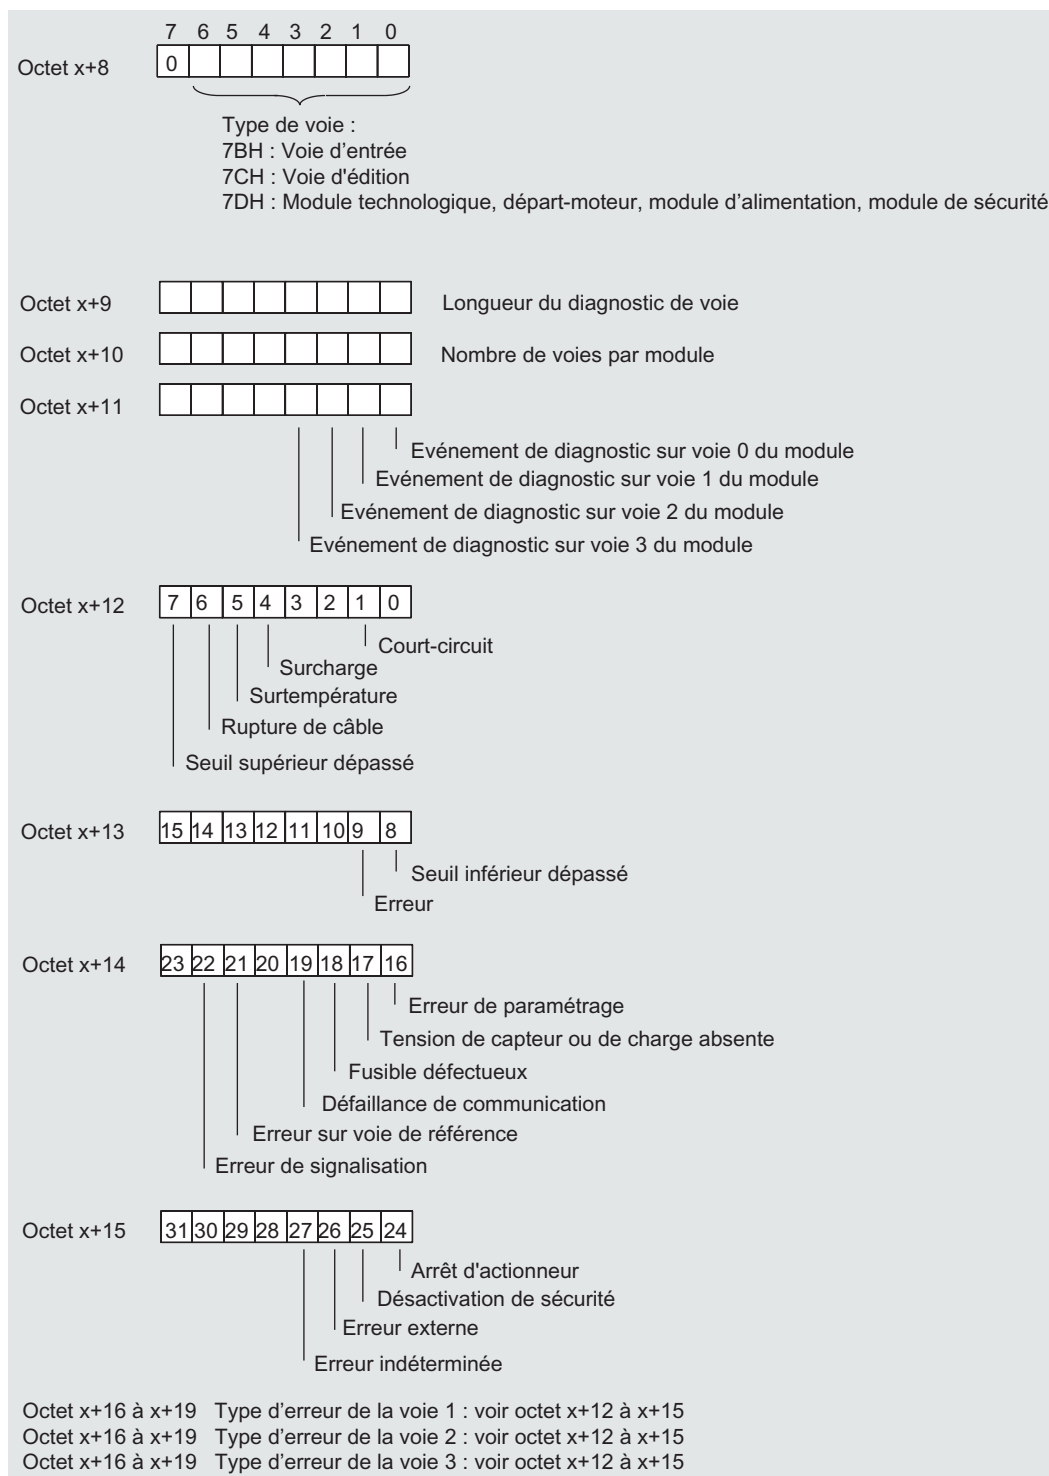 7 6 5 4 3 2 1 0
Octet x+8 0
Type de voie :
7BH : Voie d’entrée
7CH : Voie d'édition
7DH : Module technologique, départ-moteur, module d’alimentation, module de sécurité
Octet x+9 Longueur du diagnostic de voie
Octet x+10 Nombre de voies par module
Octet x+11
Evénement de diagnostic sur voie 0 du module
Evénement de diagnostic sur voie 1 du module
Evénement de diagnostic sur voie 2 du module
Evénement de diagnostic sur voie 3 du module
Octet x+12 7 6 5 4 3 2 1 0
Court-circuit
Surcharge
Surtempérature
Rupture de câble
Seuil supérieur dépassé
Octet x+13 15 14 13 12 11 10 9 8
Seuil inférieur dépassé
Erreur
Octet x+14 23 22 21 20 19 18 17 16
Erreur de paramétrage
Tension de capteur ou de charge absente
Fusible défectueux
Défaillance de communication
Erreur sur voie de référence
Erreur de signalisation
Octet x+15 31 30 29 28 27 26 25 24
Arrêt d'actionneur
Désactivation de sécurité
Erreur externe
Erreur indéterminée
Octet x+16 à x+19 Type d’erreur de la voie 1 : voir octet x+12 à x+15
Octet x+16 à x+19 Type d’erreur de la voie 2 : voir octet x+12 à x+15
Octet x+16 à x+19 Type d’erreur de la voie 3 : voir octet x+12 à x+15